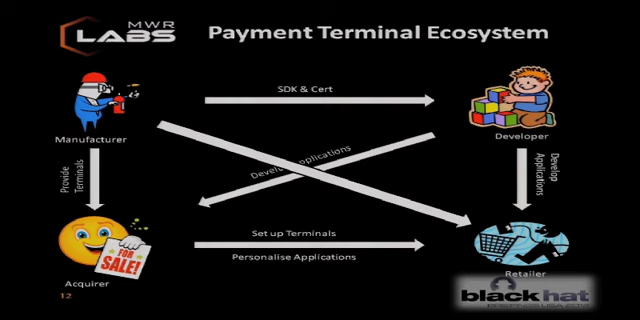 MWR
LABS
Payment Terminal Ecosystem
SDK & Cert
Manufacturer
Developer
Provide
Terminals
Develop Applications
Develop
Applications
FOR
SALE!
Set up Terminals
Personalise Applications
Acquirer
Retailer
12
black hat